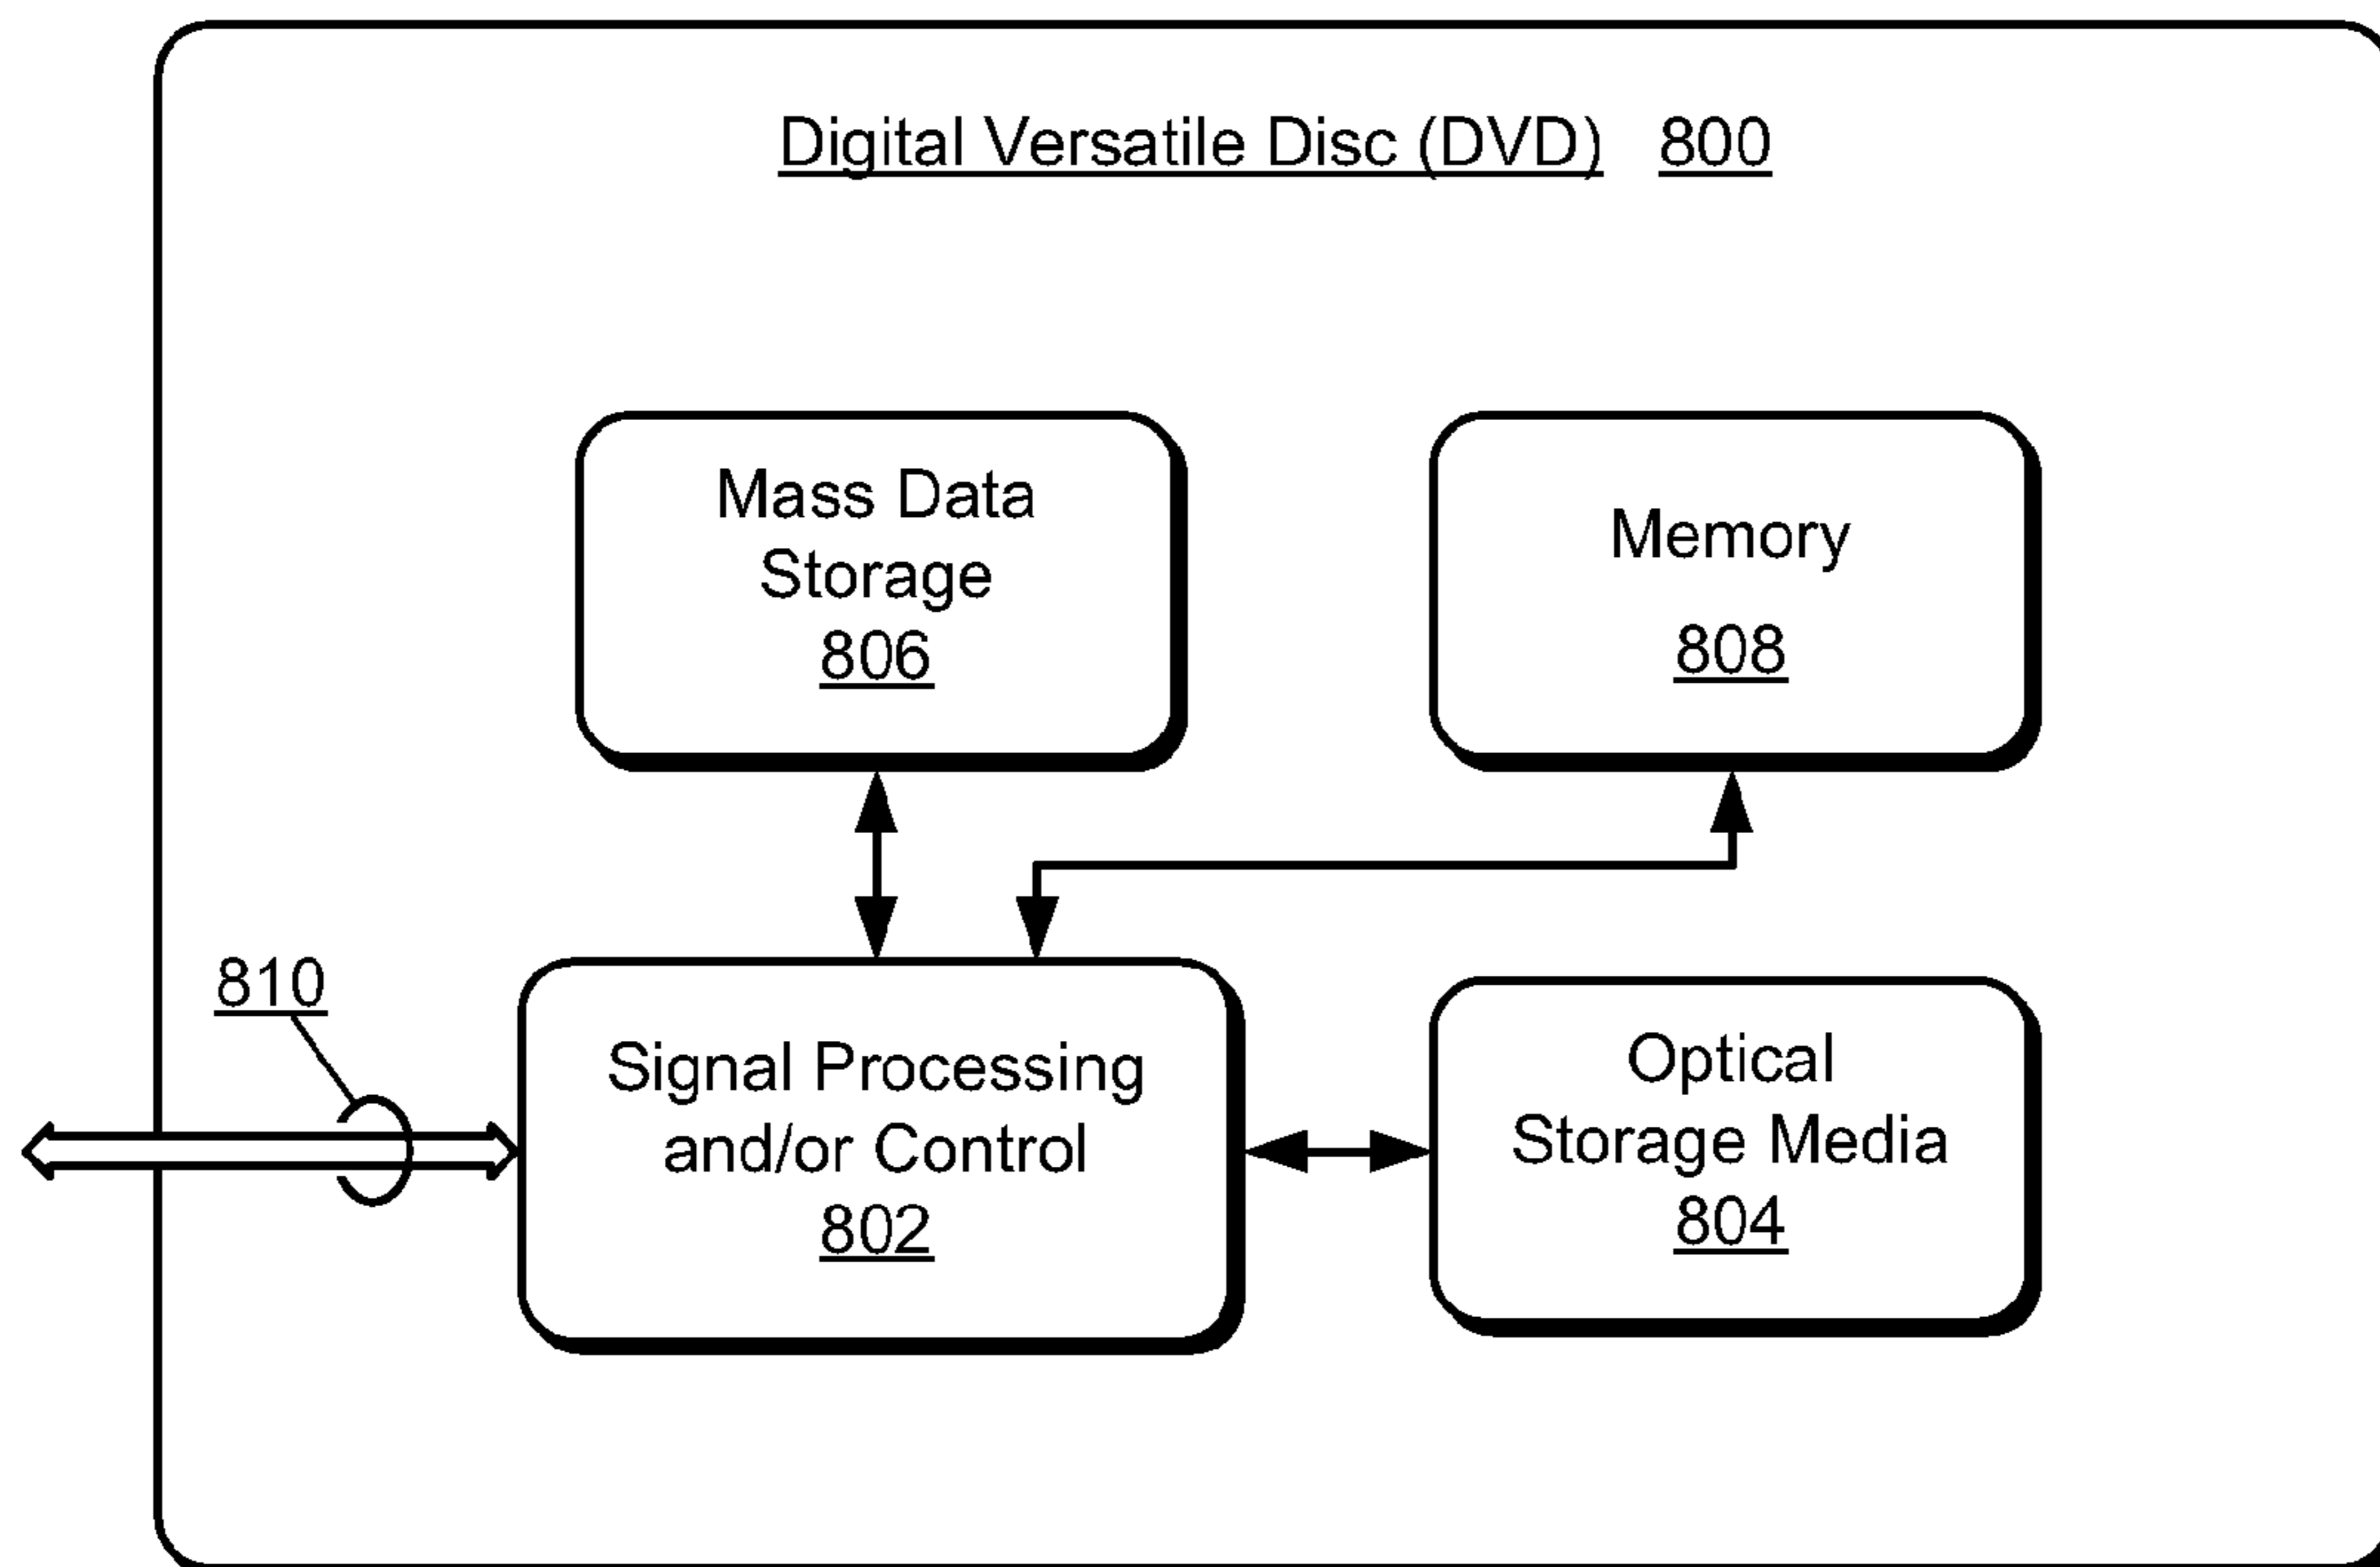 Digital Versatile Disc (DVD) 800
Mass Data
Storage
806
Memory
808
810
Signal Processing
and/or Control
802
Optical
Storage Media
804